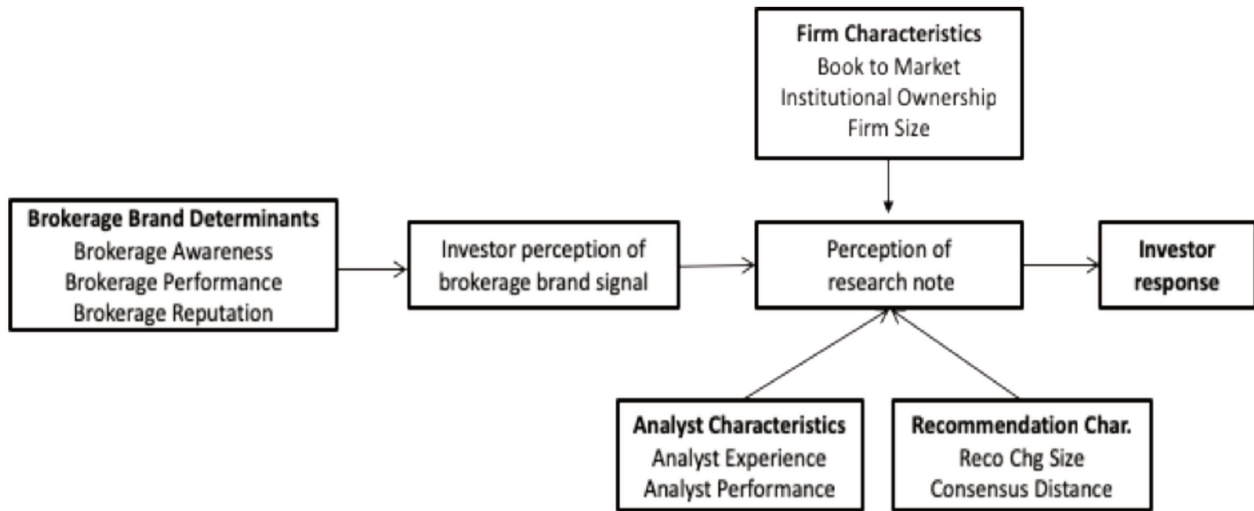 Firm Characteristics
Book to Market
Institutional Ownership
Firm Size
Brokerage Brand Determinants
Brokerage Awareness
Brokerage Performance
Brokerage Reputation
Investor perception of
brokerage brand signal
Perception of
research note
Investor
response
Analyst Characteristics
Analyst Experience
Analyst Performance
Recommendation Char.
Reco Chg Size
Consensus Distance